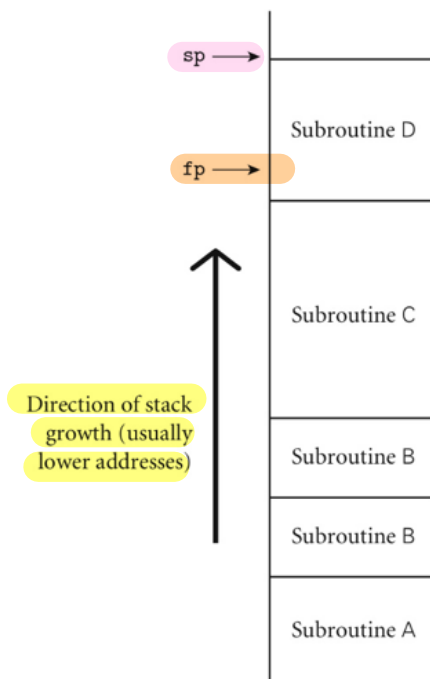 sp
Subroutine D
fp
Subroutine C
Direction of stack
growth (usually
lower addresses)
Subroutine B
Subroutine B
Subroutine A